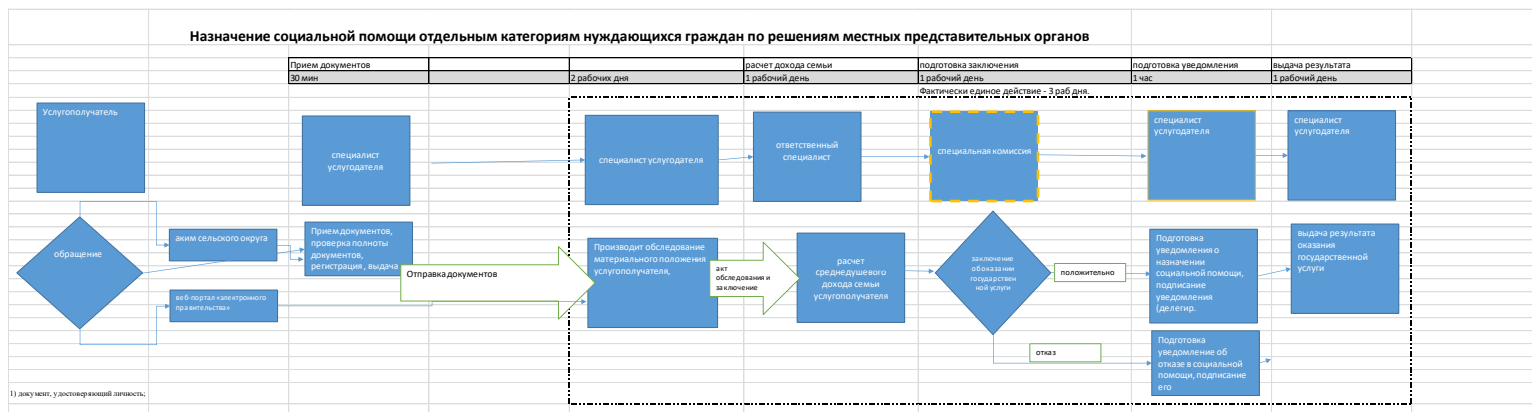 Назначение социальной помощи отдельным категориям нуждающихся граждан по решениям местных представительных органов
Прием документов
расчет дохода семьи
подготовка заключения
подготовка уведомления
выдача результата
30 мин
2 рабочих дня
1 рабочий день
1 рабочий день
1 час
1 рабочий день
Фактически единое действие - 3 раб дня.
Услугополучатель
специалист
услугодателя
специалист услугодателя
ответственный
специалист
специальная комиссия
специалист
услугодателя
специалист
услугодателя
обращение
аким сельского округа
веб-портал «электронного
правительства»
Прием документов,
проверка полноты
документов,
регистрация , выдача
Отправка документов
Производит обследование
материального положения
услугополучателя,
акт
обследования и
заключение
расчет
среднедушевого
дохода семьи
услугополучателя
заключение
об оказании
государствен
ной услуги
положительно
отказ
Подготовка
уведомления о
назначении
социальной помощи,
подписание
уведомления
(делегир.
выдача результата
оказания
государственной
услуги
Подготовка
уведомление об
отказе в социальной
помощи, подписание
его
1) документ, удостоверяющий личность;